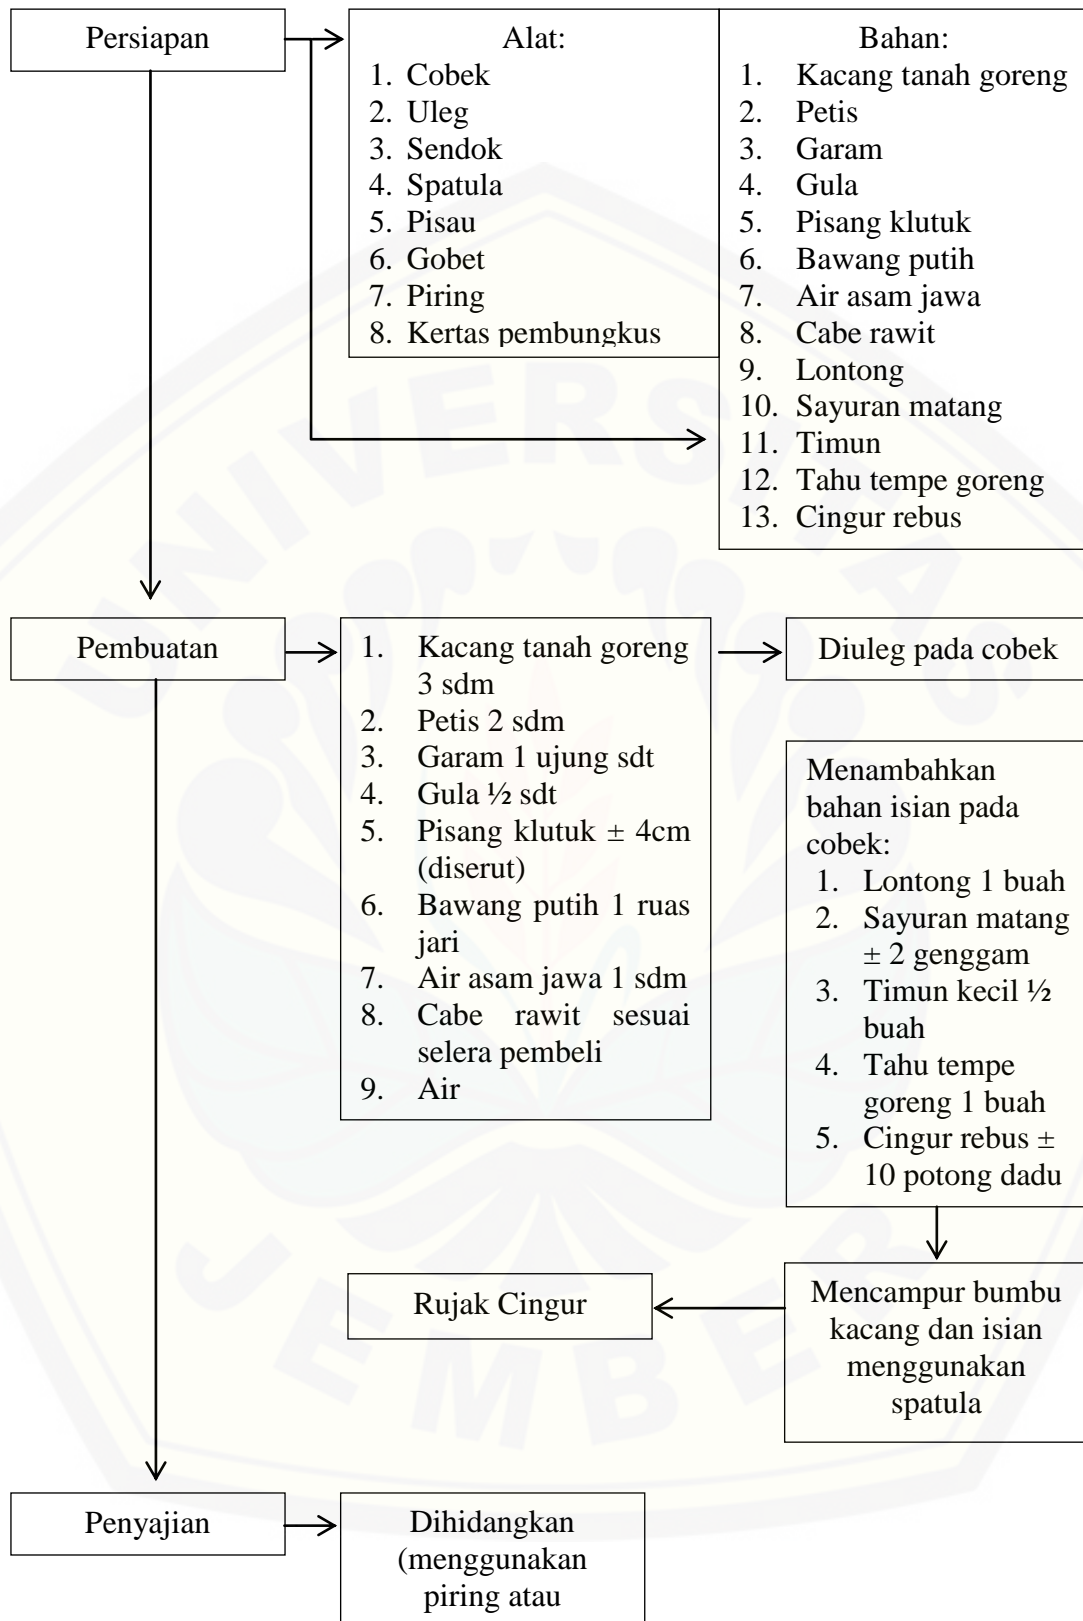 Persiapan
Alat:
1. Cobek
2. Uleg
3. Sendok
4. Spatula
5. Pisau
6. Gobet
7. Piring
8. Kertas pembungkus
Bahan:
1. Kacang tanah goreng
2. Petis
3. Garam
4. Gula
5. Pisang klutuk
6. Bawang putih
7. Air asam jawa
8. Cabe rawit
9. Lontong
10. Sayuran matang
11. Timun
12. Tahu tempe goreng
13. Cingur rebus
Pembuatan
1. Kacang tanah goreng
3 sdm
2. Petis 2 sdm
3. Garam 1 ujung sdt
4. Gula ½ sdt
5. Pisang klutuk ± 4cm
(diserut)
6. Bawang putih 1 ruas
jari
7. Air asam jawa 1 sdm
8. Cabe rawit sesuai
selera pembeli
9. Air
Diuleg pada cobek
Menambahkan
bahan isian pada
cobek:
1. Lontong 1 buah
2. Sayuran matang
± 2 genggam
3. Timun kecil ½
buah
4. Tahu tempe
goreng 1 buah
5. Cingur rebus ±
10 potong dadu
Mencampur bumbu
kacang dan isian
menggunakan
spatula
Rujak Cingur
Penyajian
Dihidangkan
(menggunakan
piring atau
UNIVERSITAS
JEMBER